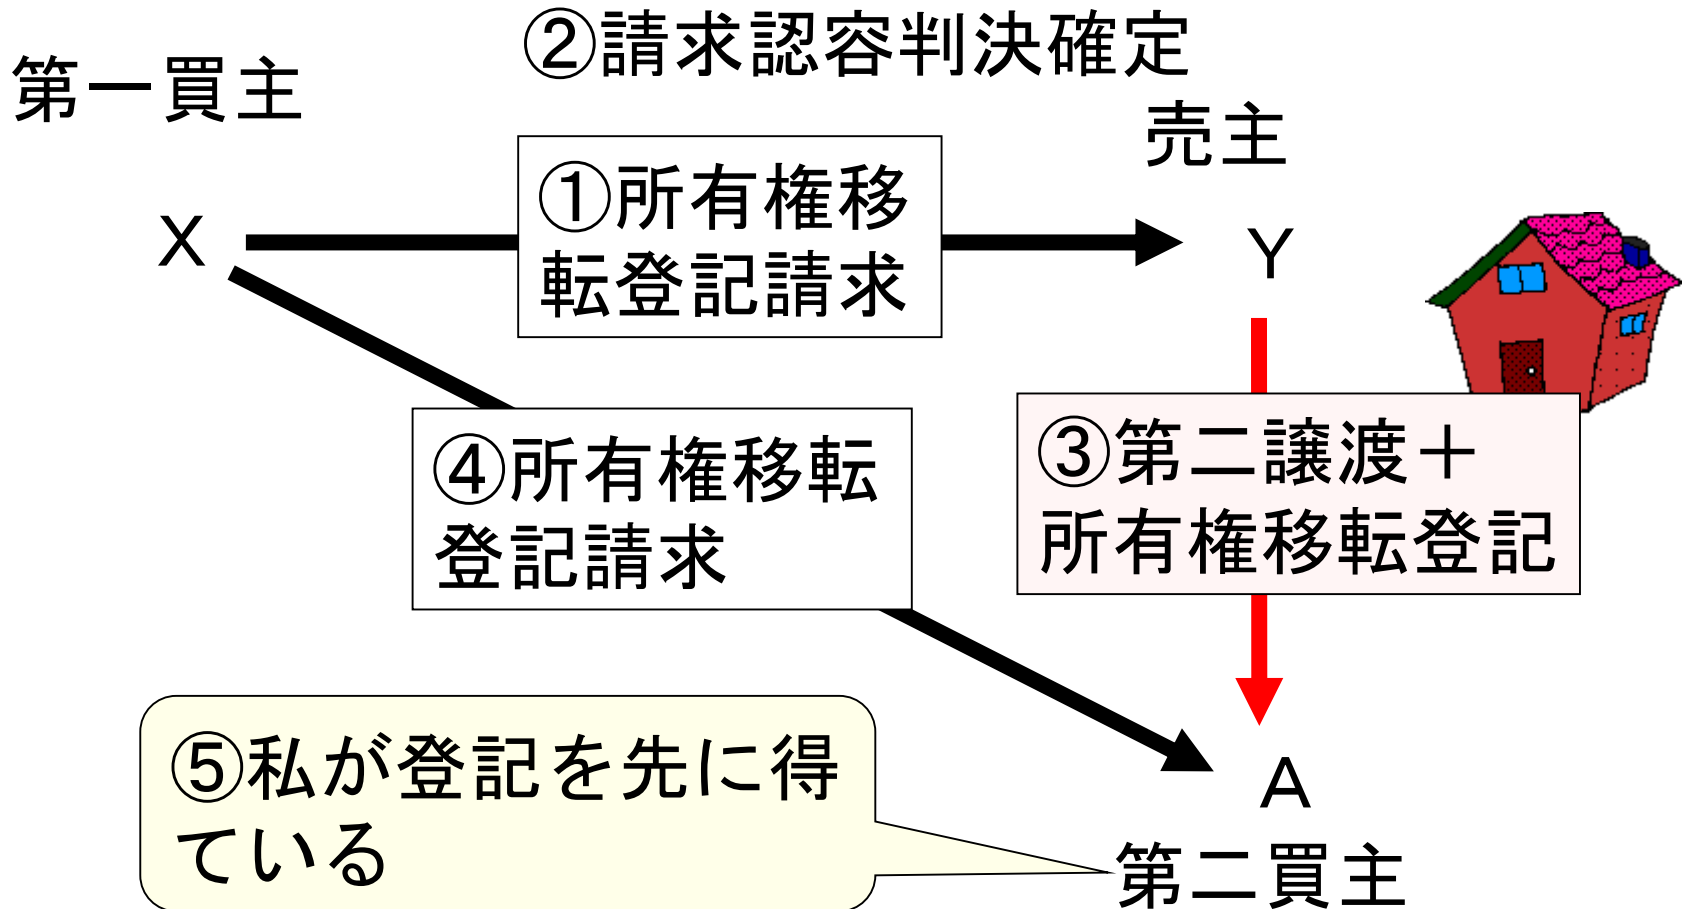 ②請求認容判決確定
第一買主
売主
①所有権移
転登記請求
X
Y
④所有権移転
登記請求
③第二譲渡＋
所有権移転登記
⑤私が登記を先に得
ている
A
第二買主